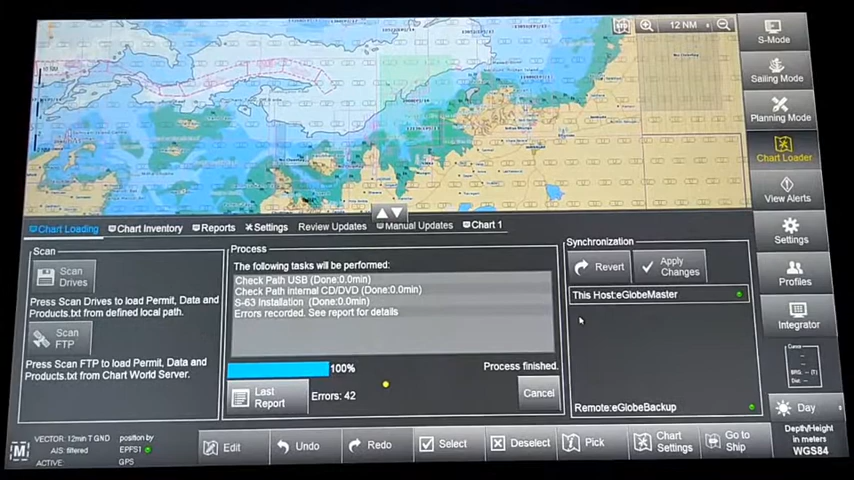 12 NM
S-Mode
Sailing Mode
Planning Mode
Chart Loader
View Alerts
Settings
Profiles
Integrator
Day
Depth/Height
in meters
WGS84
Chart Loading
Chart Inventory
Reports
Settings
Review Updates
Manual Updates
Chart 1
Scan
Scan
Drives
Press Scan Drives to load Permit, Data and
Products.txt from defined local path.
Scan
FTP
Press Scan FTP to load Permit, Data and
Products.txt from Chart World Server.
Process
The following tasks will be performed:
Check Path USB (Done:0.0min)
Check Path internal CD/DVD (Done:0.0min)
S-63 Installation (Done:0.0min)
Errors recorded. See report for details
100%
Process finished.
Last
Report
Errors: 42
Cancel
Synchronization
Revert
Apply
Changes
This Host:eGlobeMaster
Remote:eGlobeBackup
M
VECTOR: 12min T GND
AIS: filtered
ACTIVE:
position by
EPFS1
GPS
Edit
Undo
Redo
Select
Deselect
Pick
Chart
Settings
Go to
Ship